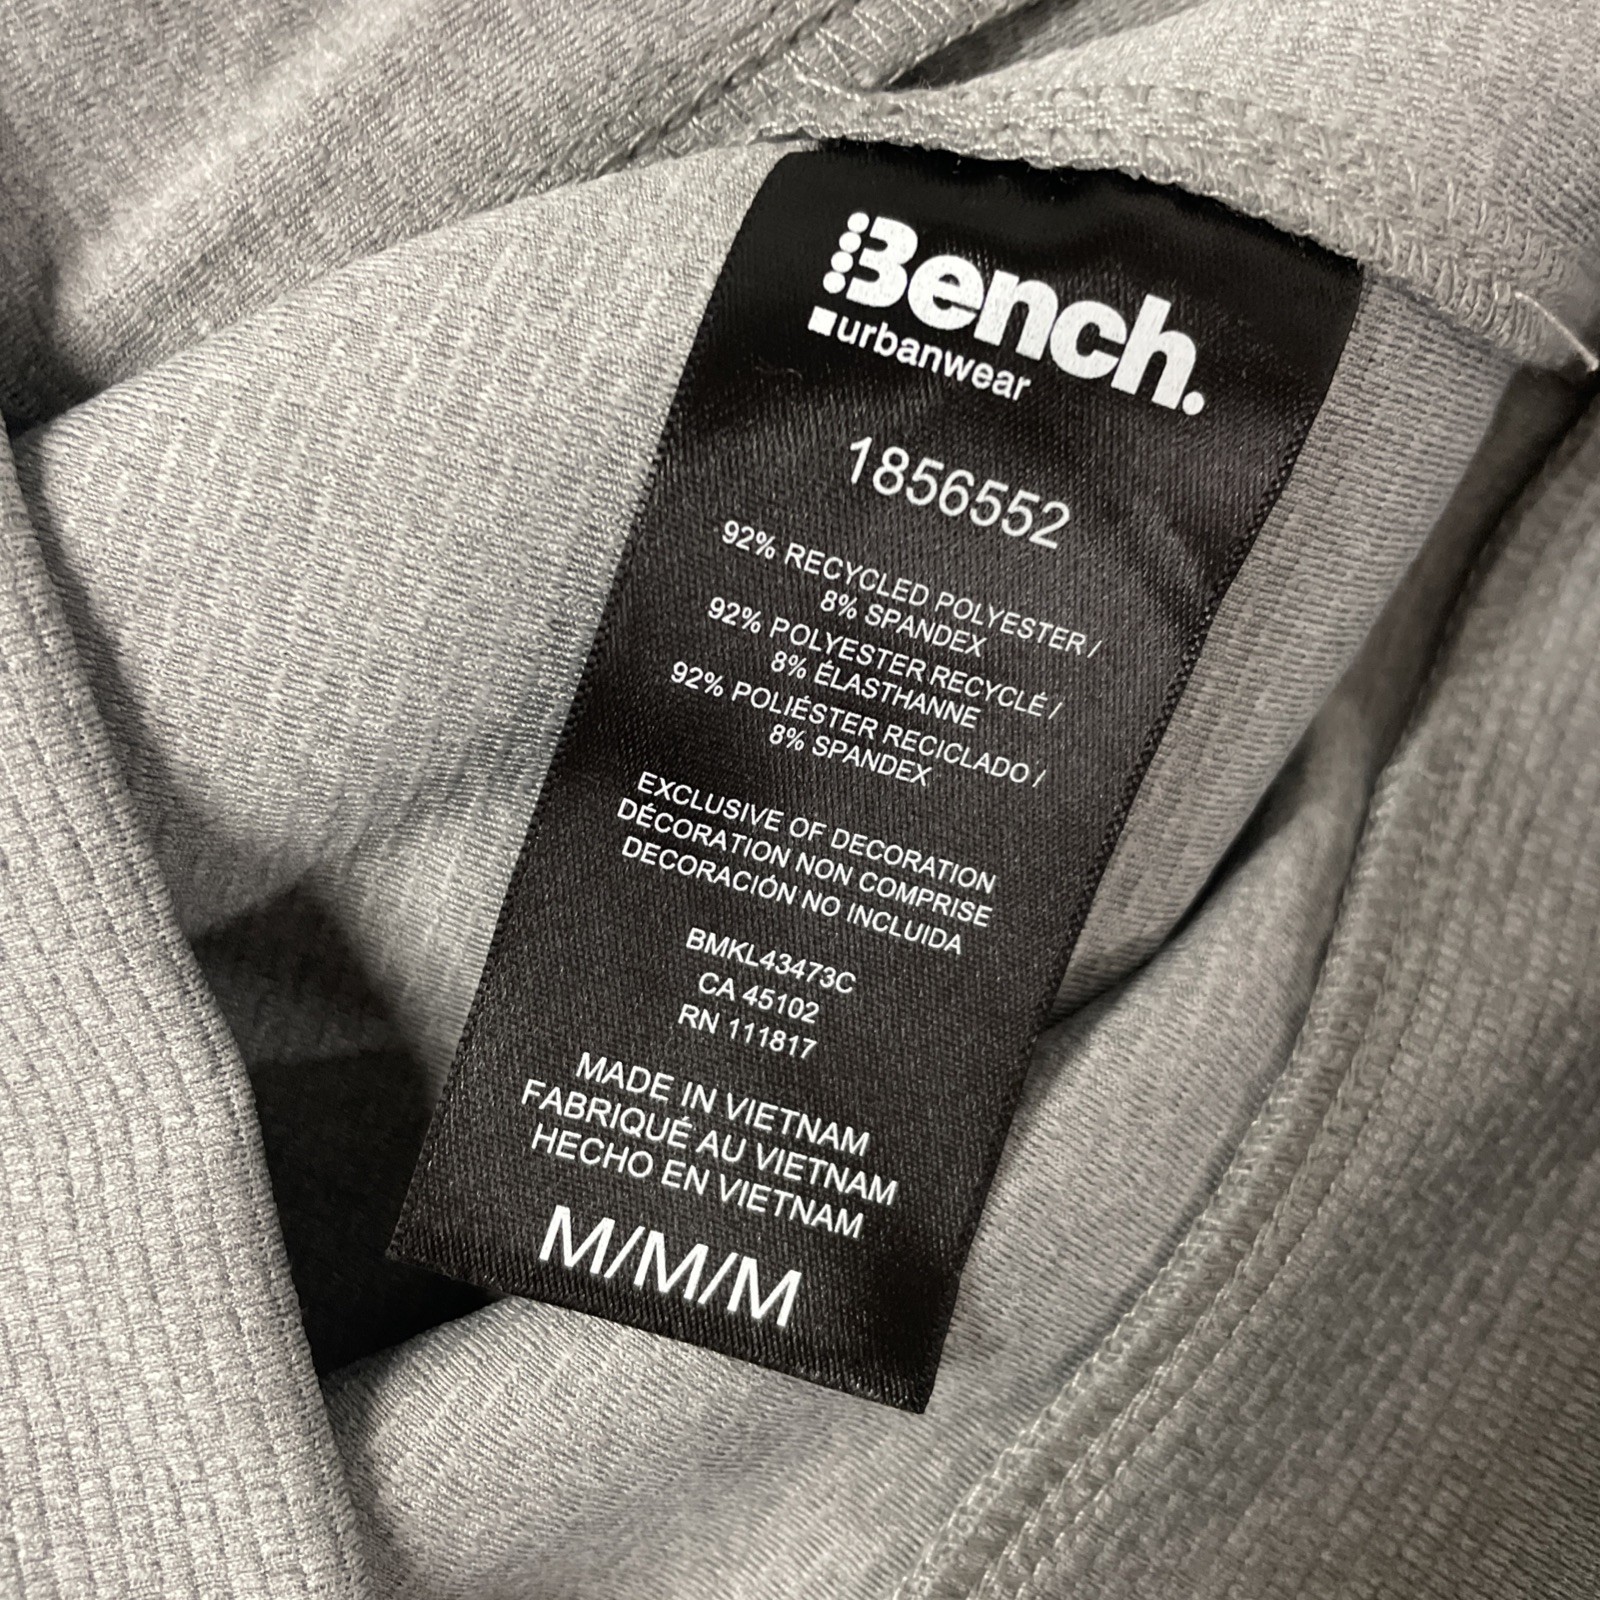 Bench.
urbanwear
1856552
92% RECYCLED POLYESTER /
8% SPANDEX
92% POLYESTER RECYCLÉ /
8% ÉLASTHANNE
92% POLIÉSTER RECICLADO /
8% SPANDEX
EXCLUSIVE OF DECORATION
DÉCORATION NON COMPRISE
DECORACIÓN NO INCLUIDA
BMKL43473C
CA 45102
RN 111817
MADE IN VIETNAM
FABRIQUÉ AU VIETNAM
HECHO EN VIETNAM
M/M/M